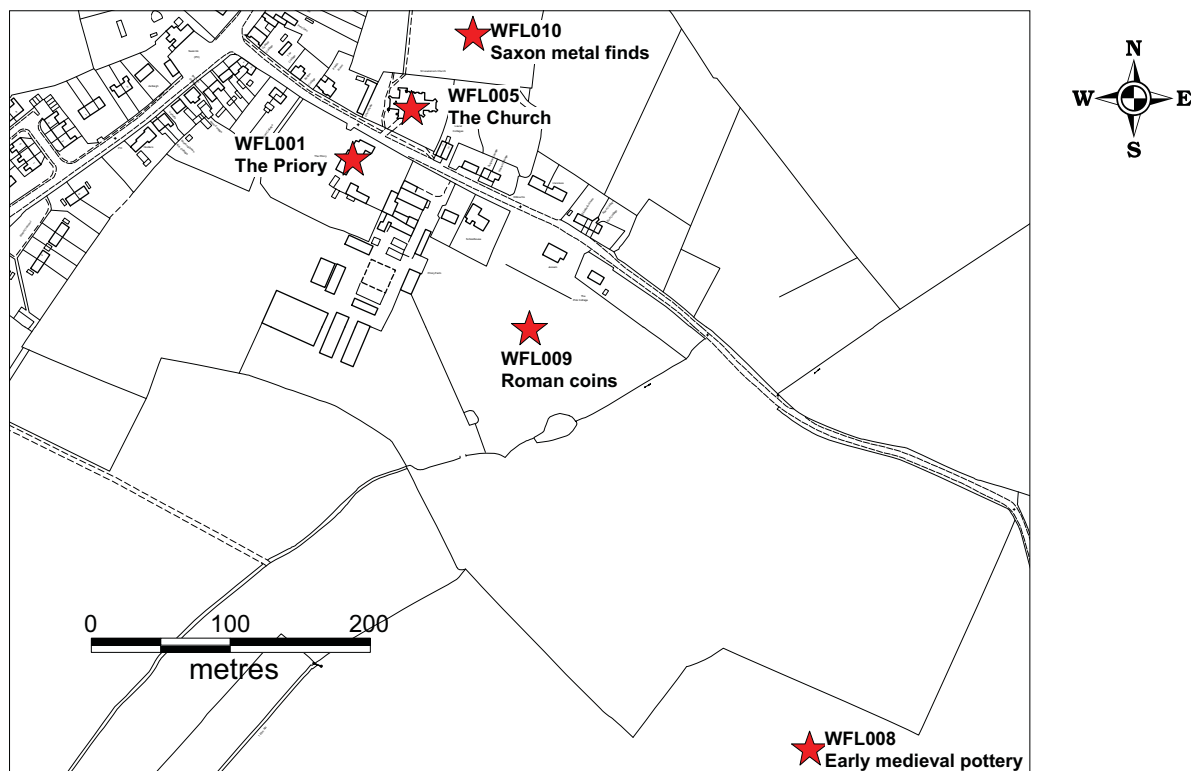 WFL010
Saxon metal finds
N
W E
S
WFL005
The Church
WFL001
The Priory
WFL009
Roman coins
0 100 200
metres
WFL008
Early medieval pottery